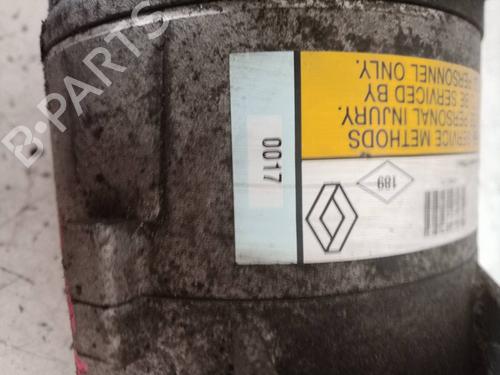 B-PARTS
SERVICE METHODS
PERSONAL INJURY.
BE SERVICED BY
PERSONNEL ONLY.
0017
189